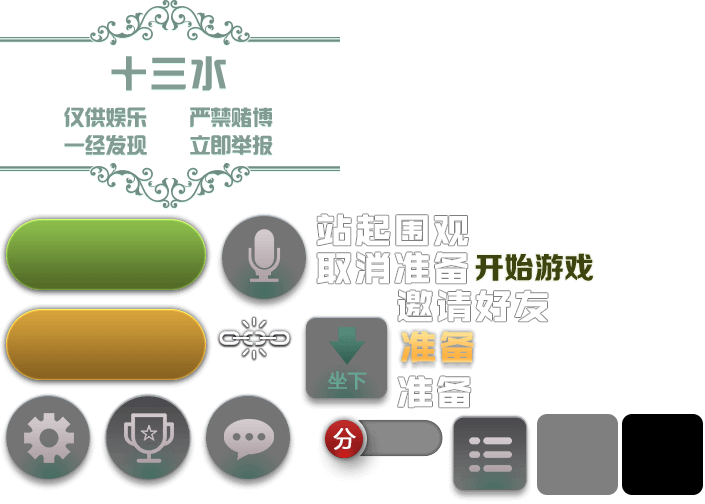 十三水
仅供娱乐 严禁赌博
一经发现 立即举报
站起围观
取消准备
开始游戏
邀请好友
准备
坐下
准备
分